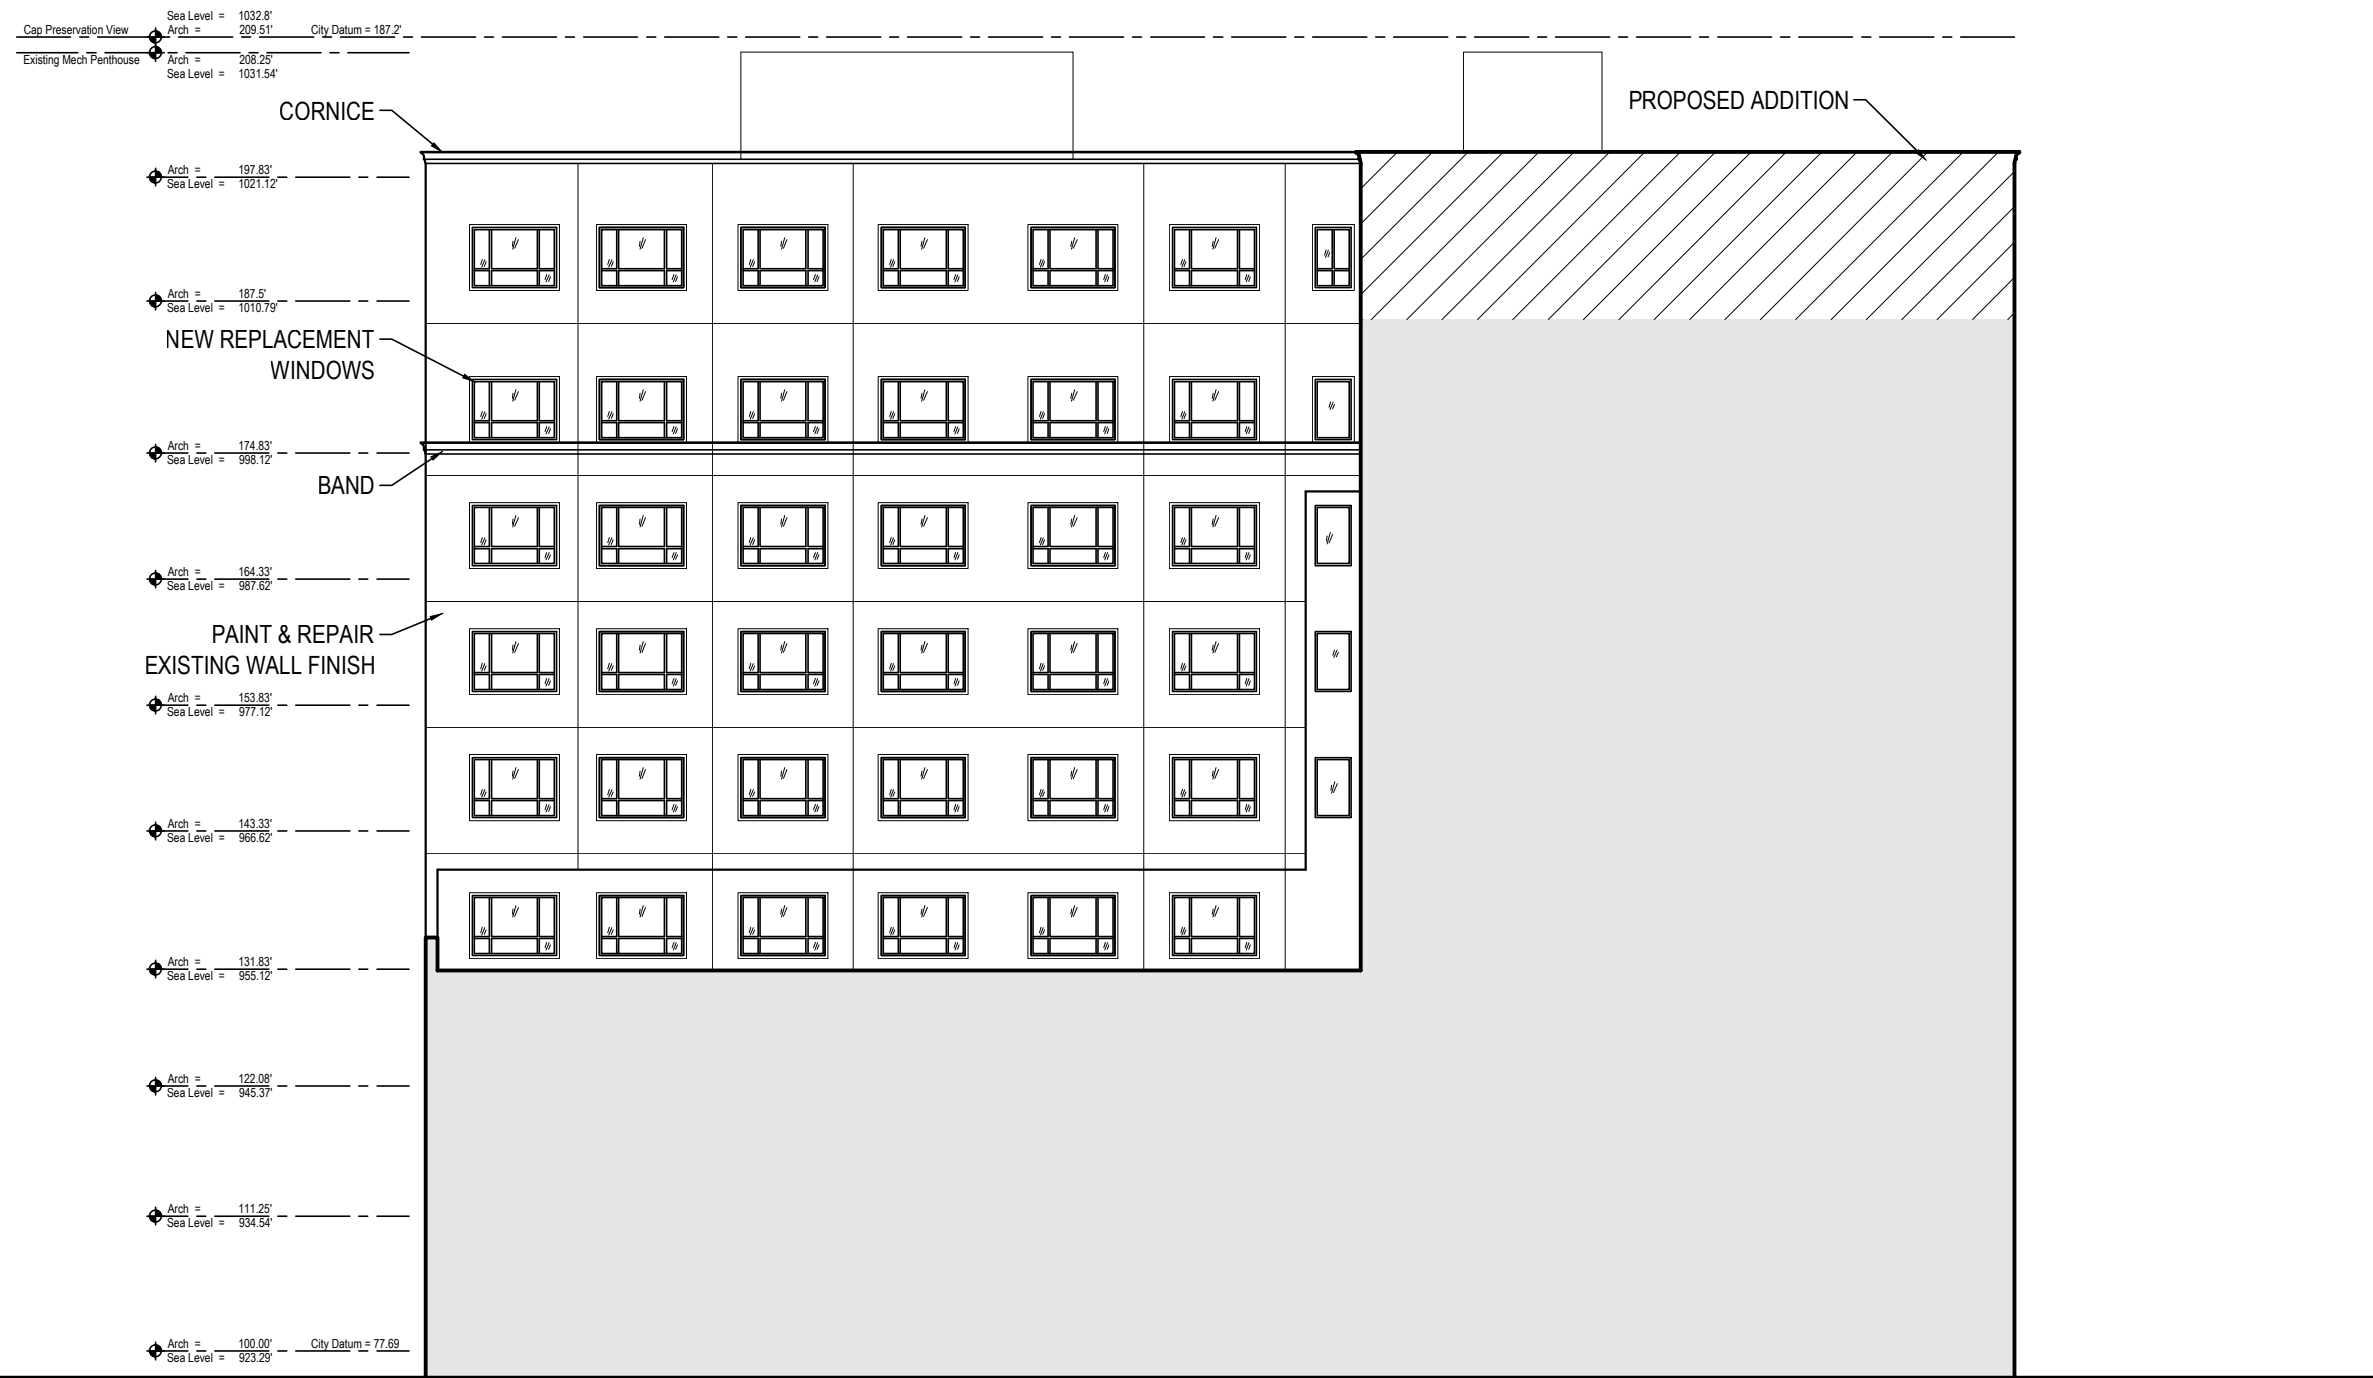 Sea Level = 1032.8'
Cap Preservation View Arch = 209.51' City Datum = 187.2'
Existing Mech Penthouse Arch = 208.25'
Sea Level = 1031.54'
CORNICE
PROPOSED ADDITION
Arch = 197.83'
Sea Level = 1021.12'
Arch = 187.5'
Sea Level = 1010.79'
NEW REPLACEMENT
WINDOWS
Arch = 174.83'
Sea Level = 998.12'
BAND
Arch = 164.33'
Sea Level = 987.62'
PAINT & REPAIR
EXISTING WALL FINISH
Arch = 153.83'
Sea Level = 977.12'
Arch = 143.33'
Sea Level = 966.62'
Arch = 131.83'
Sea Level = 955.12'
Arch = 122.08'
Sea Level = 945.37'
Arch = 111.25'
Sea Level = 934.54'
Arch = 100.00' City Datum = 77.69
Sea Level = 923.29'